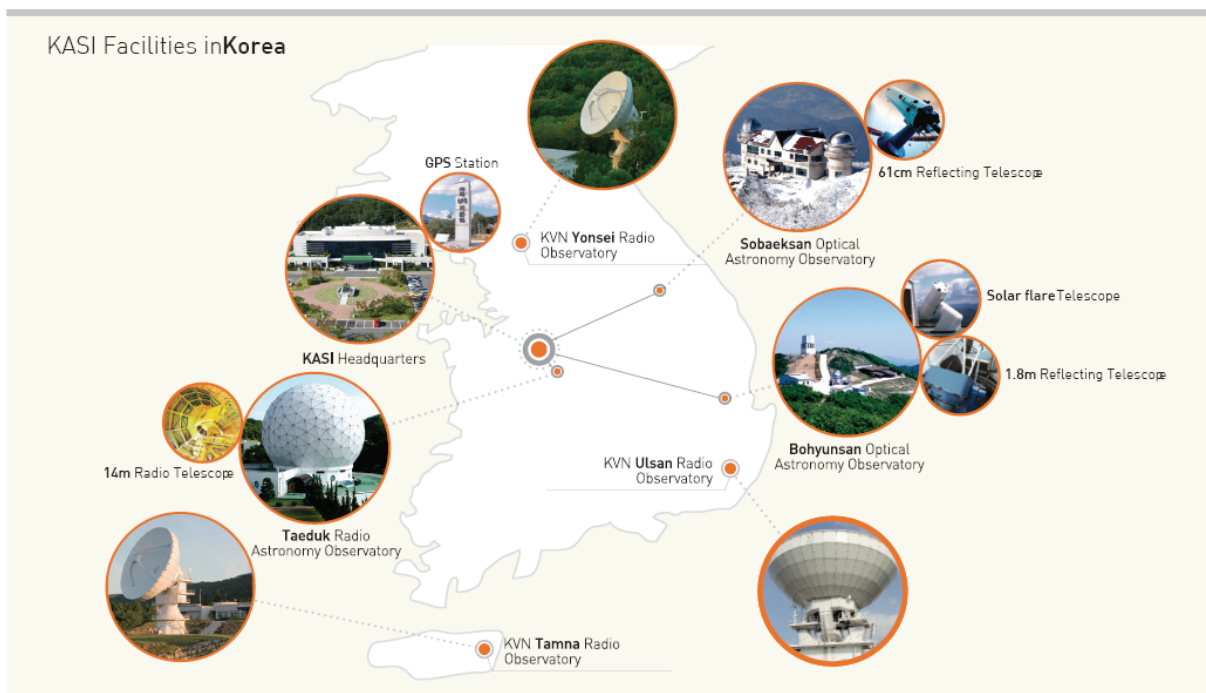 KASI Facilities inKorea
GPS Station
61cm Reflecting Telescope
KVN Yonsei Radio
Observatory
Sobaeksan Optical
Astronomy Observatory
Solar flareTelescope
KASI Headquarters
1.8m Reflecting Telescope
Bohyunsan Optical
Astronomy Observatory
KVN Ulsan Radio
Observatory
14m Radio Telescope
Taeduk Radio
Astronomy Observatory
KVN Tamna Radio
Observatory